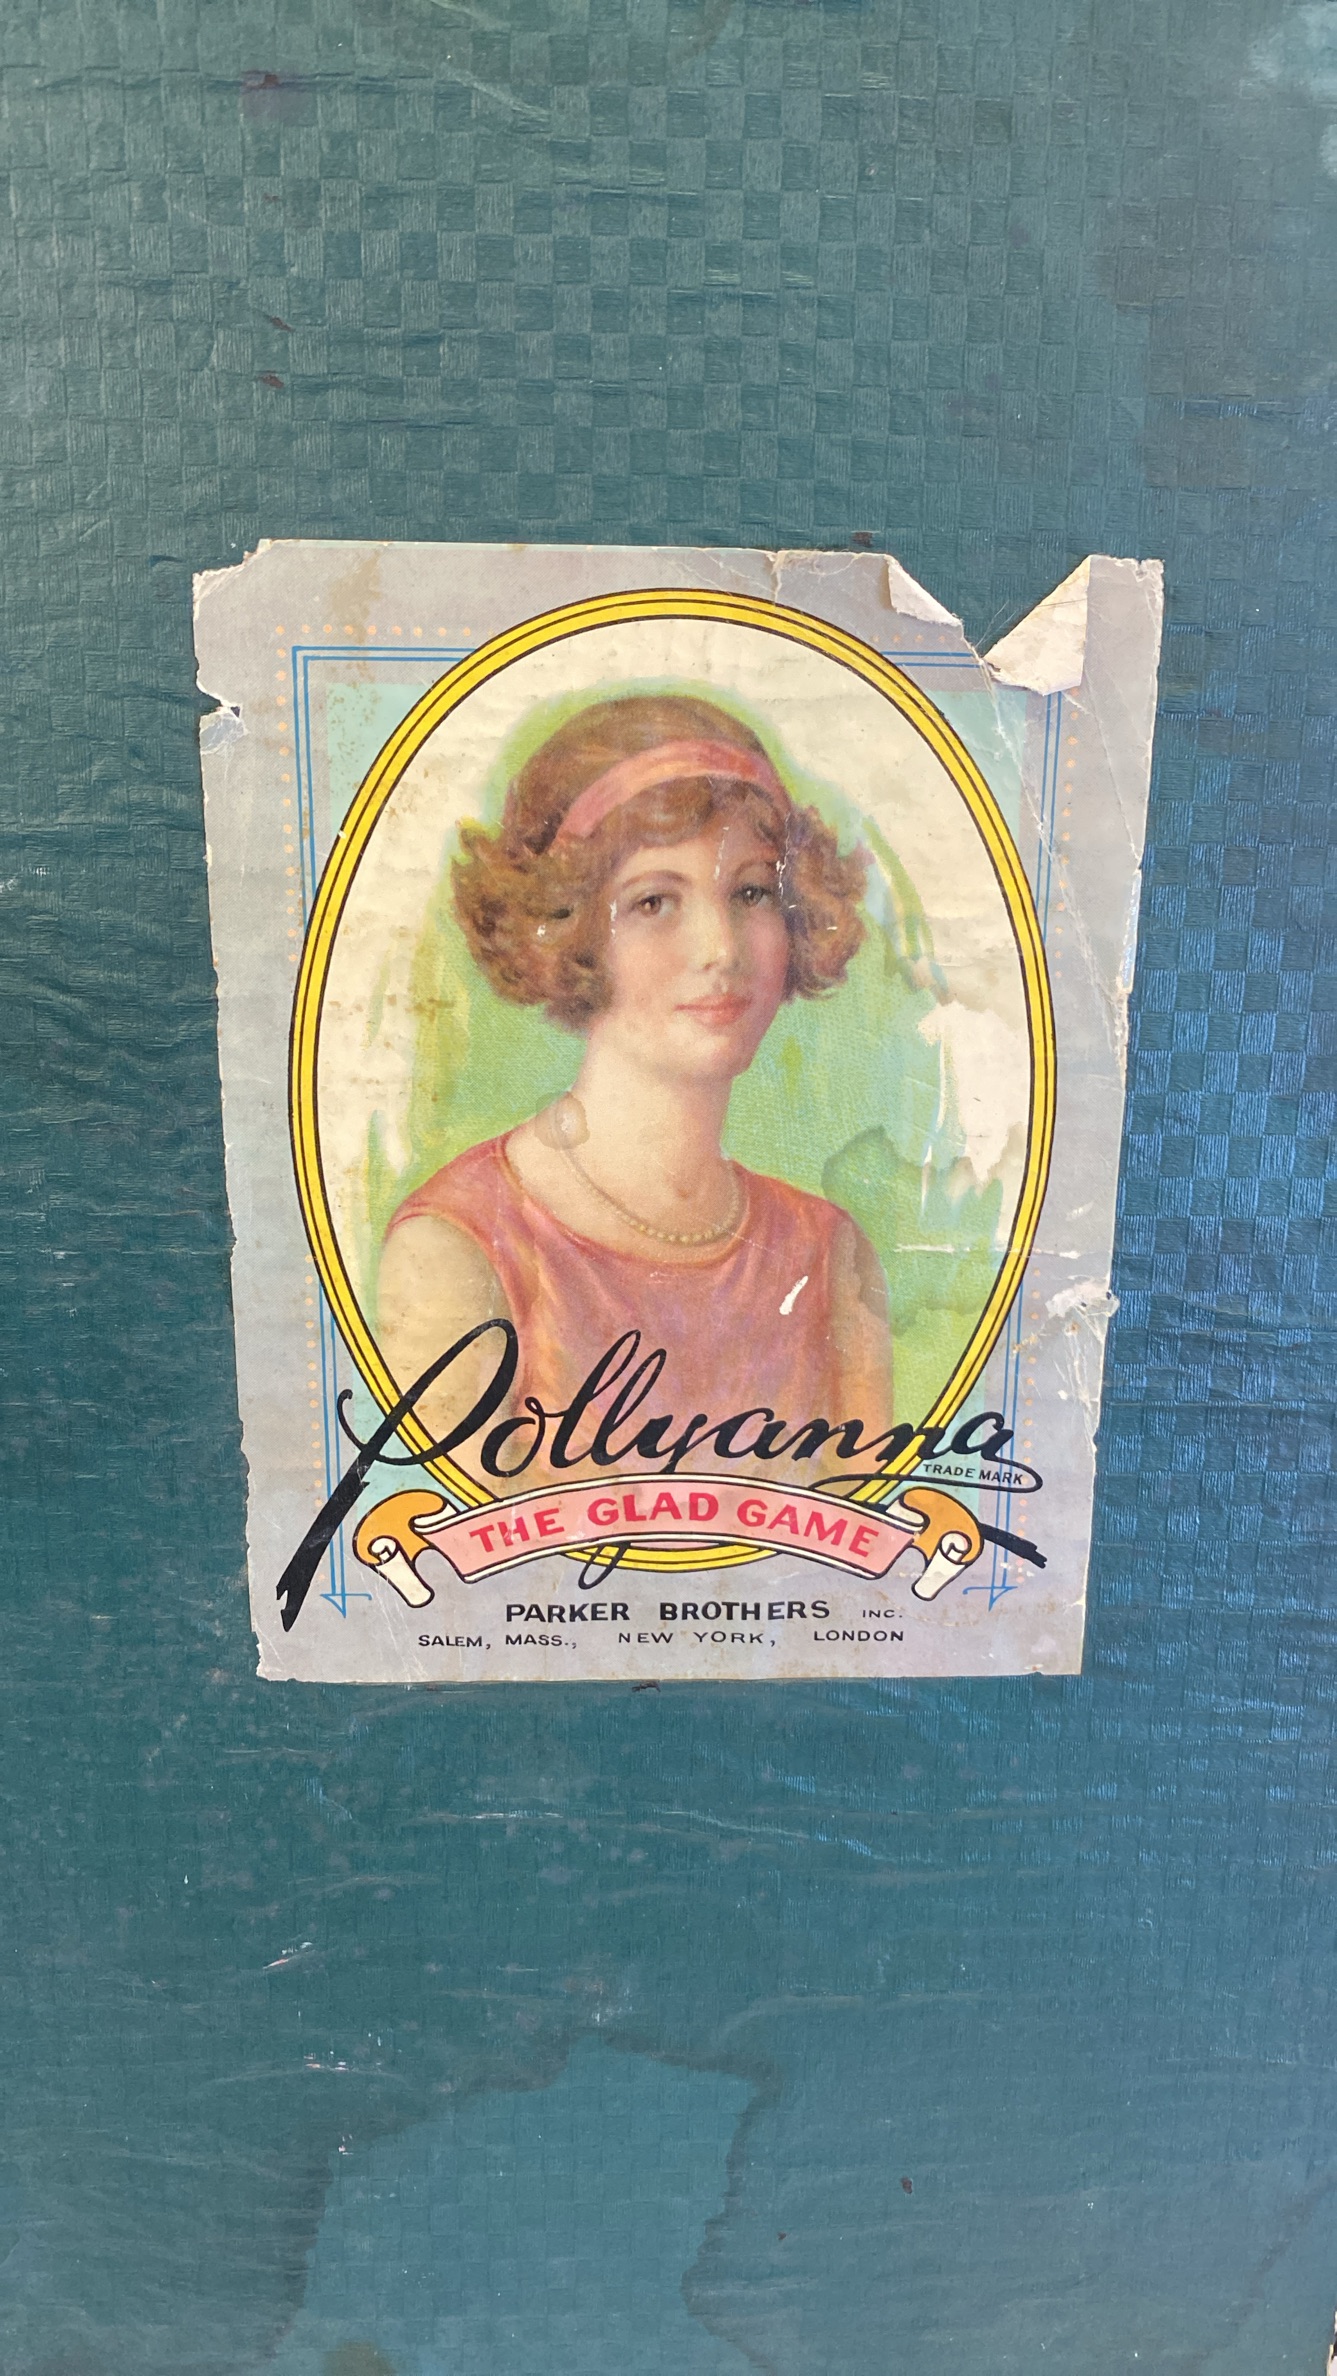 Pollyanna
TRADE MARK
THE GLAD GAME
PARKER BROTHERS INC.
SALEM, MASS., NEW YORK, LONDON